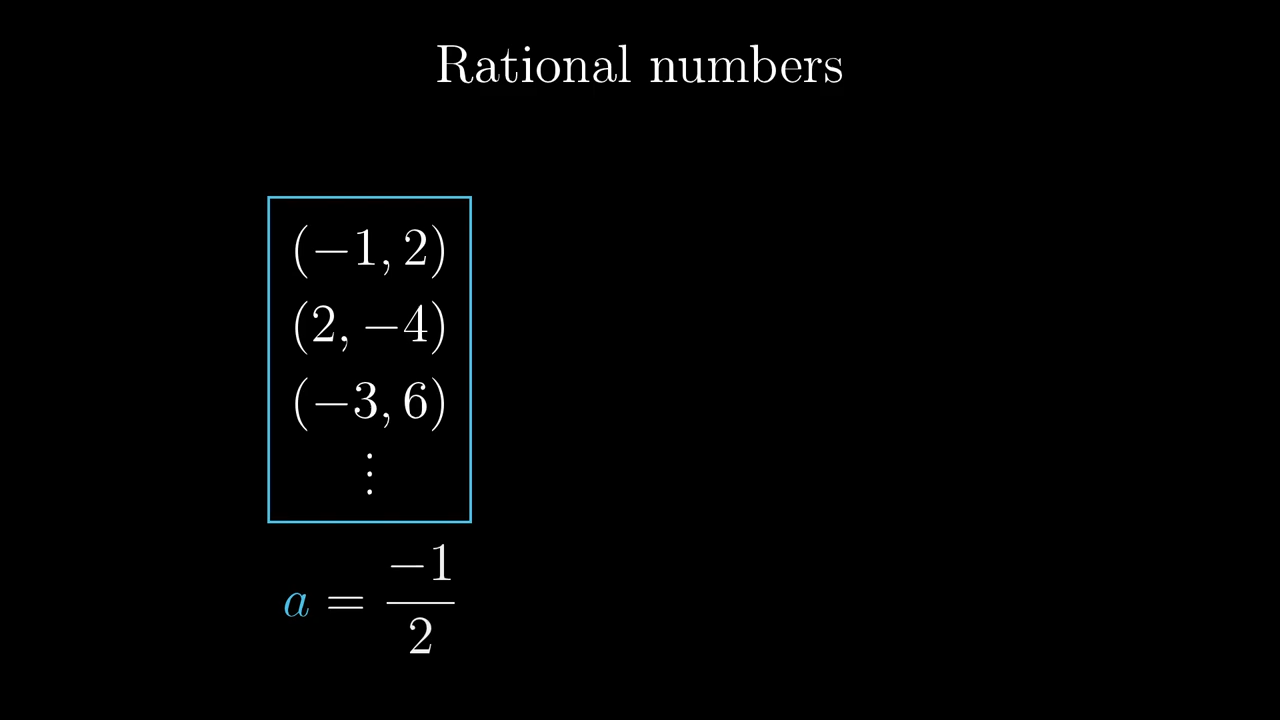 Rational numbers
(−1, 2)
(2, −4)
(−3, 6)
⋮
a = −1/2